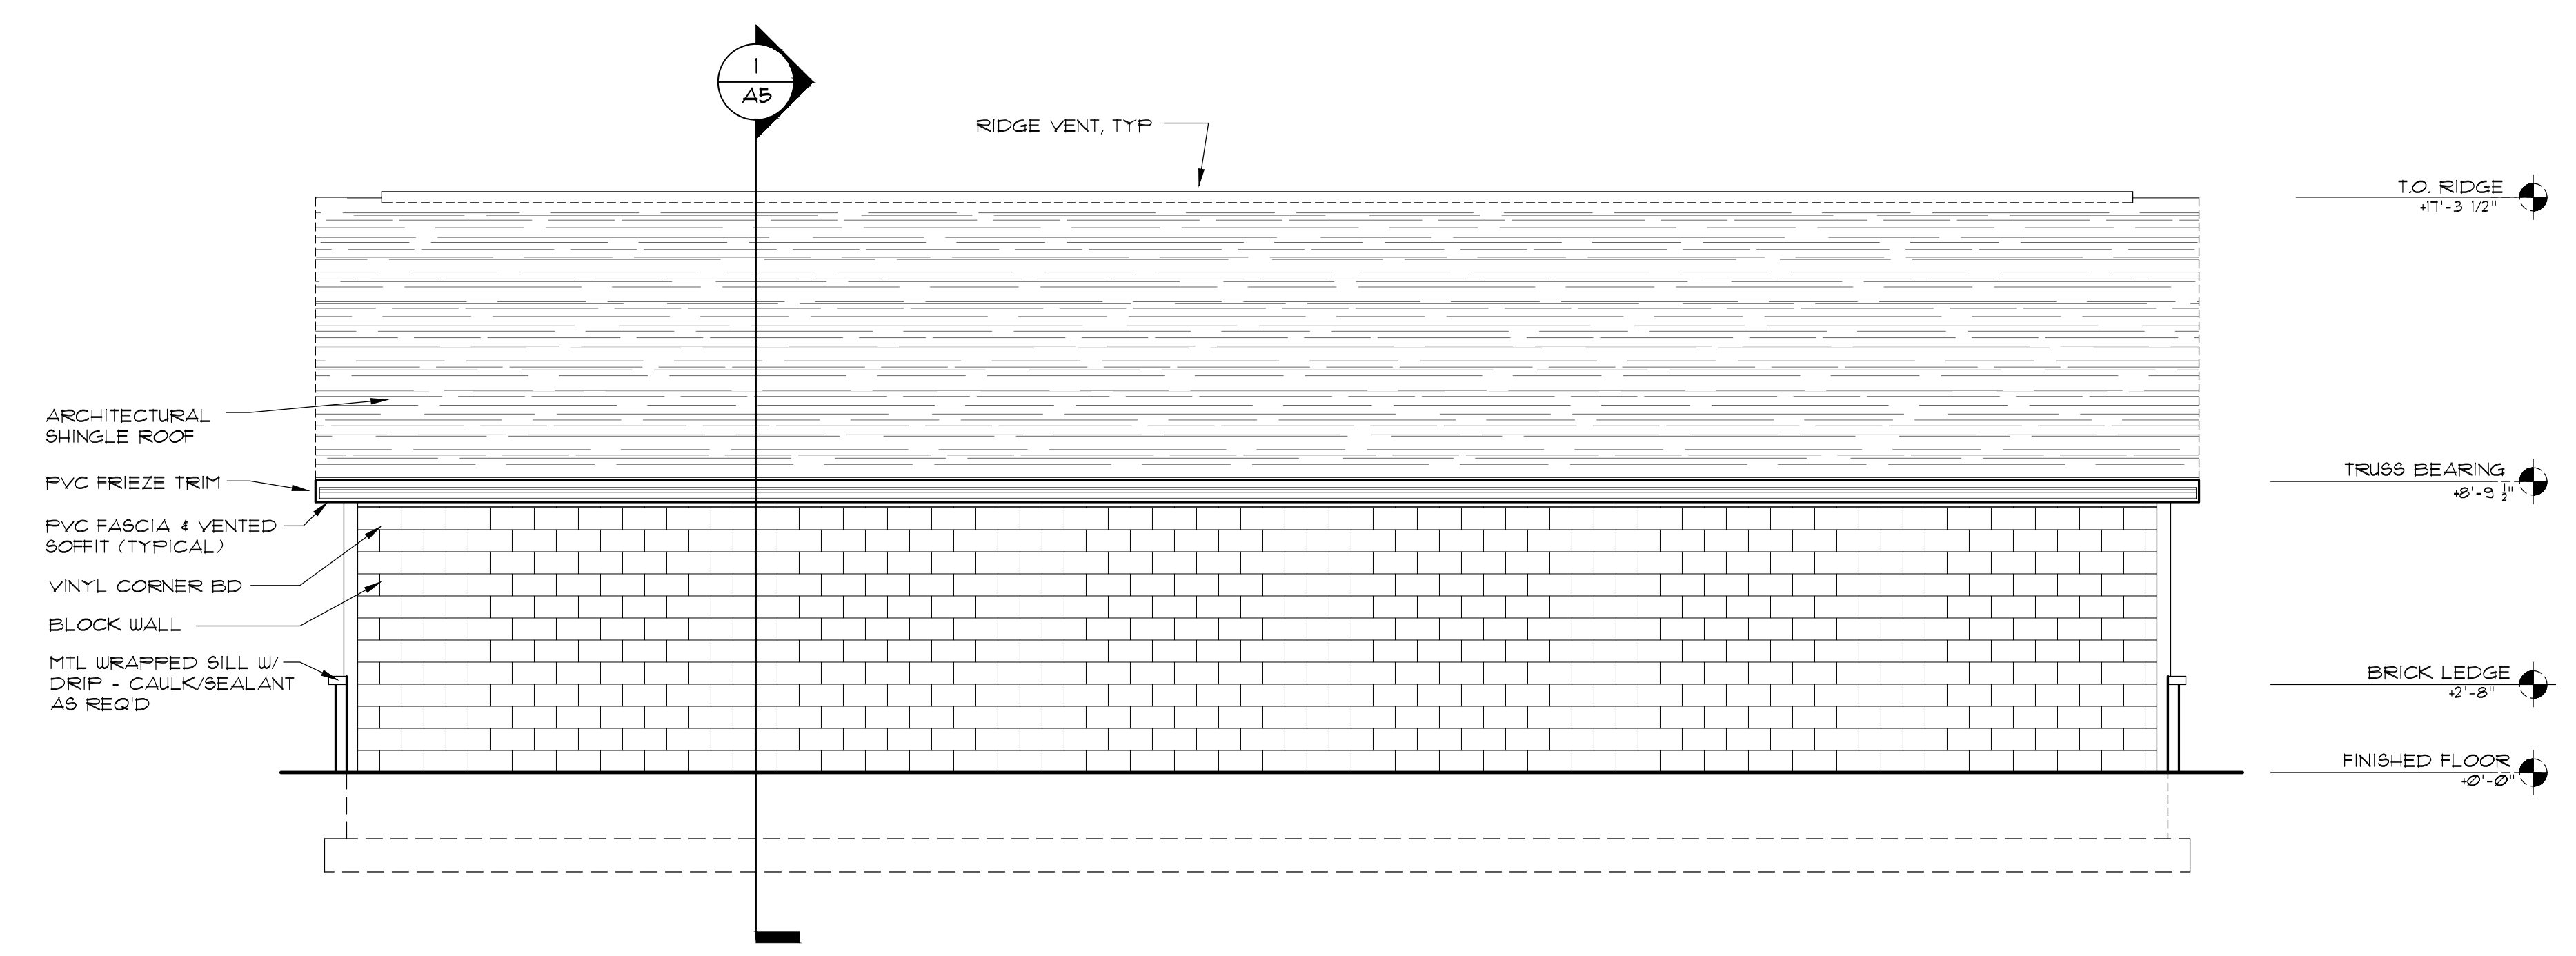 1
A5
RIDGE VENT, TYP
T.O. RIDGE
+17'-3 1/2"
ARCHITECTURAL
SHINGLE ROOF
PVC FRIEZE TRIM
PVC FASCIA & VENTED
SOFFIT (TYPICAL)
VINYL CORNER BD
BLOCK WALL
MTL WRAPPED SILL W/
DRIP - CAULK/SEALANT
AS REQ'D
TRUSS BEARING
+8'-9 1/2"
BRICK LEDGE
+2'-8"
FINISHED FLOOR
+0'-0"